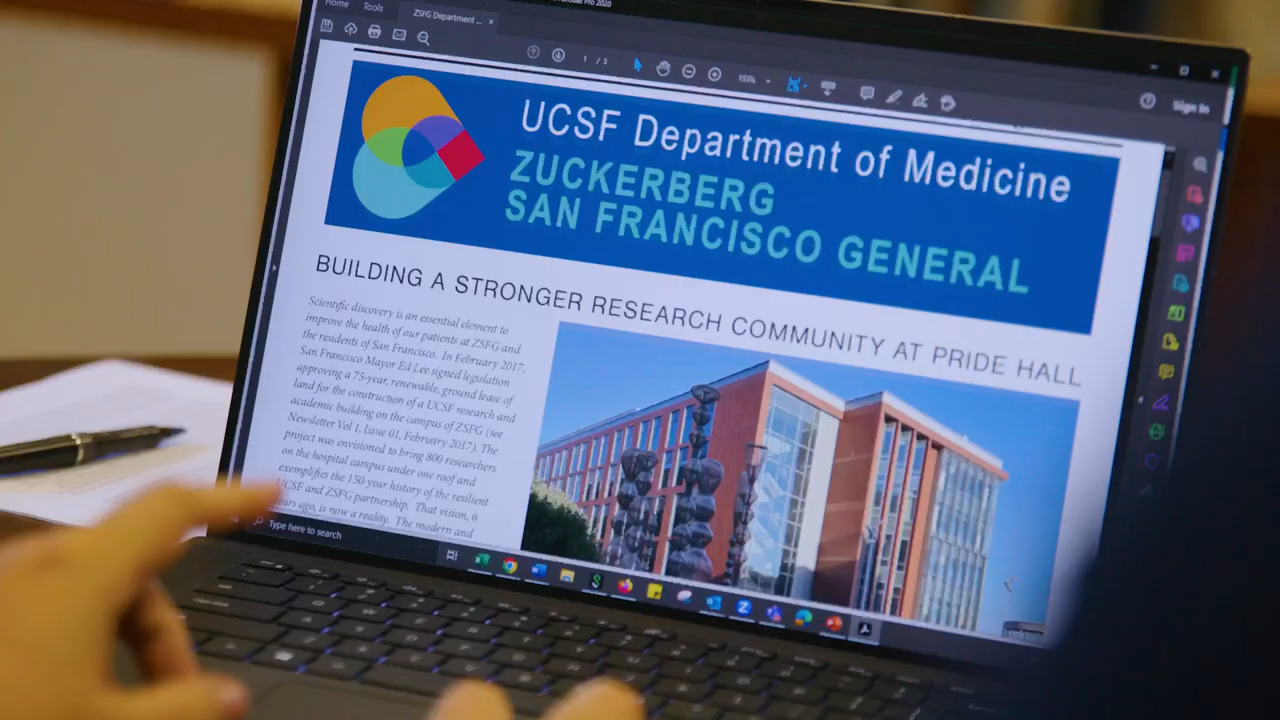 Acrobat Pro 2020
Home Tools
ZSFG Department ... ×
1 / 3
155%
Sign In
UCSF Department of Medicine
ZUCKERBERG
SAN FRANCISCO GENERAL
BUILDING A STRONGER RESEARCH COMMUNITY AT PRIDE HALL
Scientific discovery is an essential element to
improve the health of our patients at ZSFG and
the residents of San Francisco. In February 2017,
San Francisco Mayor Ed Lee signed legislation
approving a 75-year, renewable, ground lease of
land for the construction of a UCSF research and
academic building on the campus of ZSFG (see
Newsletter Vol 1, Issue 01, February 2017). The
project was envisioned to bring 800 researchers
on the hospital campus under one roof and
exemplifies the 150-year history of the resilient
UCSF and ZSFG partnership. That vision, 6
years ago, is now a reality. The modern and
Type here to search